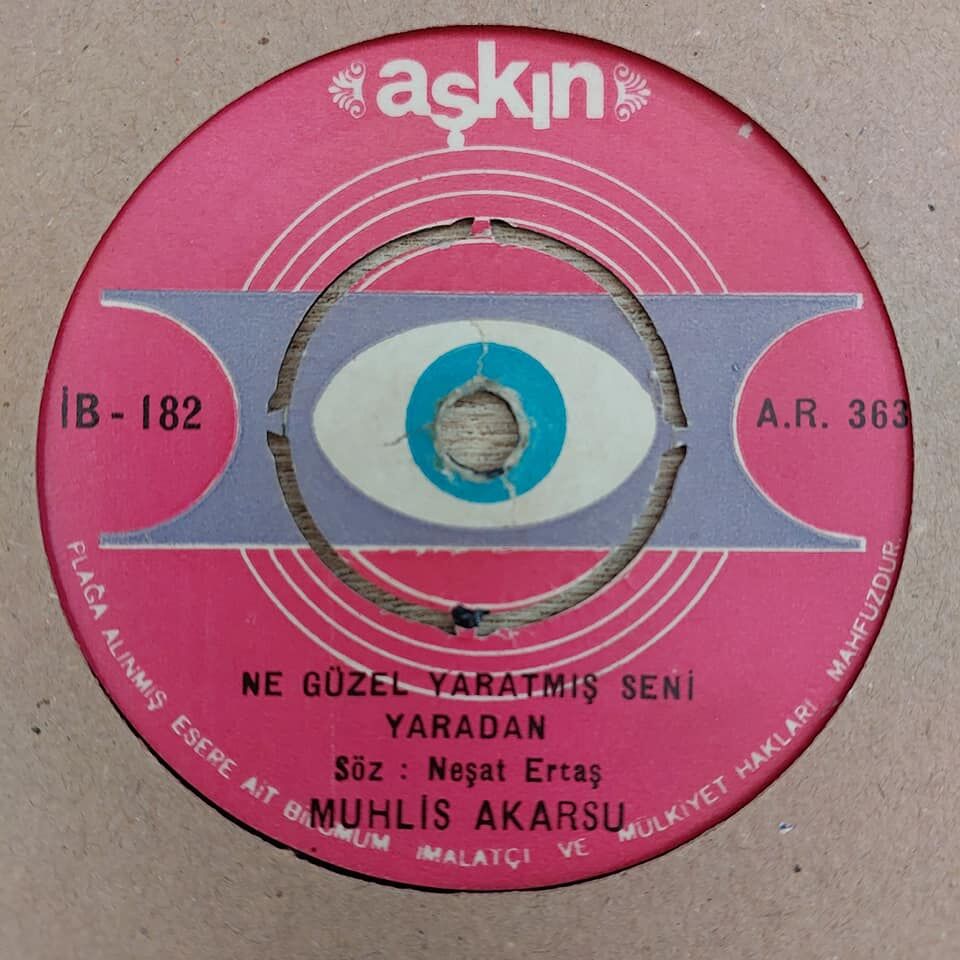 aşkın
İB - 182
A.R. 363
NE GÜZEL YARATMIŞ SENİ
YARADAN
Söz : Neşat Ertaş
MUHLİS AKARSU
PLAĞA ALINMIŞ ESERE AİT BİLUMUM İMALATÇI VE MÜLKİYET HAKLARI MAHFUZDUR.